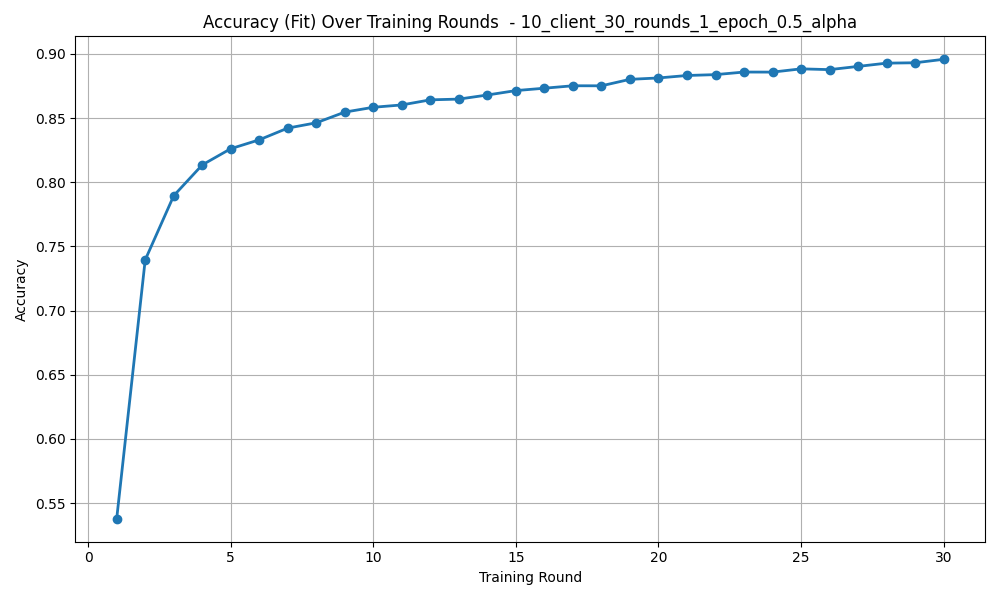 Accuracy (Fit) Over Training Rounds  - 10_client_30_rounds_1_epoch_0.5_alpha
0.90
0.85
0.80
0.75
0.70
0.65
0.60
0.55
Accuracy
0 5 10 15 20 25 30
Training Round